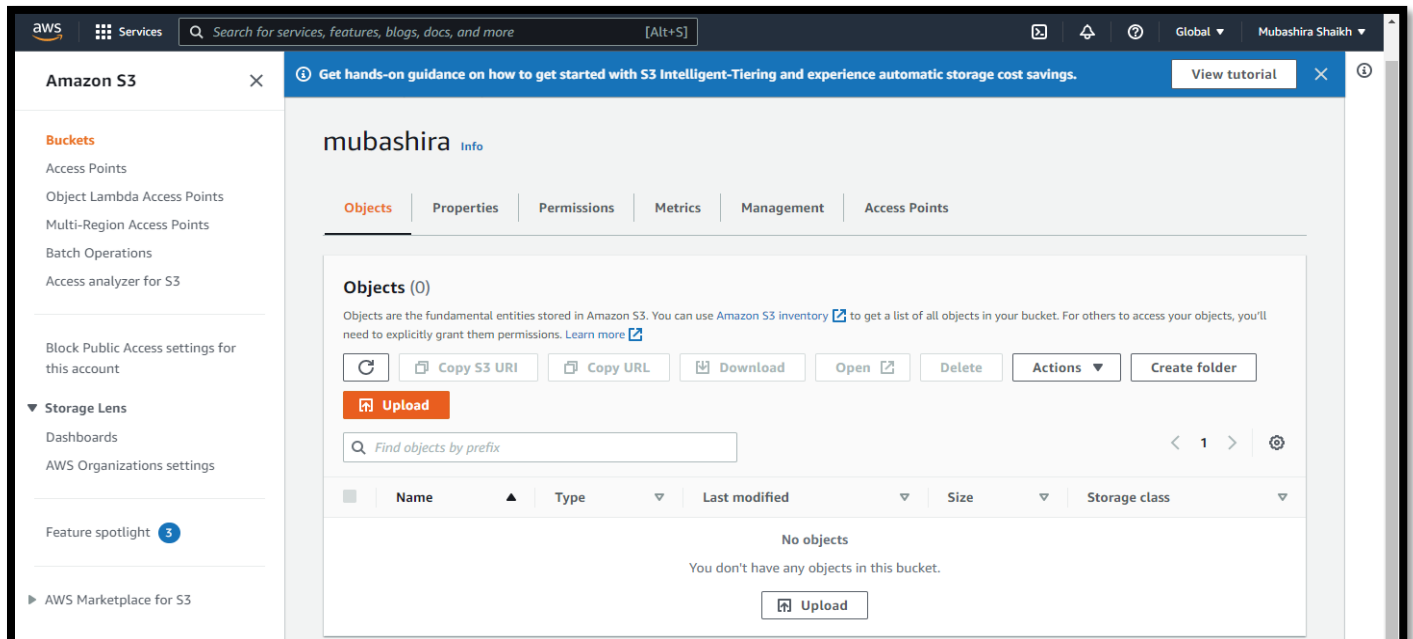 aws Services Search for services, features, blogs, docs, and more [Alt+S] Global Mubashira Shaikh
Amazon S3
Buckets
Access Points
Object Lambda Access Points
Multi-Region Access Points
Batch Operations
Access analyzer for S3
Block Public Access settings for
this account
Storage Lens
Dashboards
AWS Organizations settings
Feature spotlight 3
AWS Marketplace for S3
Get hands-on guidance on how to get started with S3 Intelligent-Tiering and experience automatic storage cost savings. View tutorial
mubashira Info
Objects Properties Permissions Metrics Management Access Points
Objects (0)
Objects are the fundamental entities stored in Amazon S3. You can use Amazon S3 inventory to get a list of all objects in your bucket. For others to access your objects, you'll
need to explicitly grant them permissions. Learn more
Copy S3 URI Copy URL Download Open Delete Actions Create folder
Upload
Find objects by prefix 1
Name Type Last modified Size Storage class
No objects
You don't have any objects in this bucket.
Upload